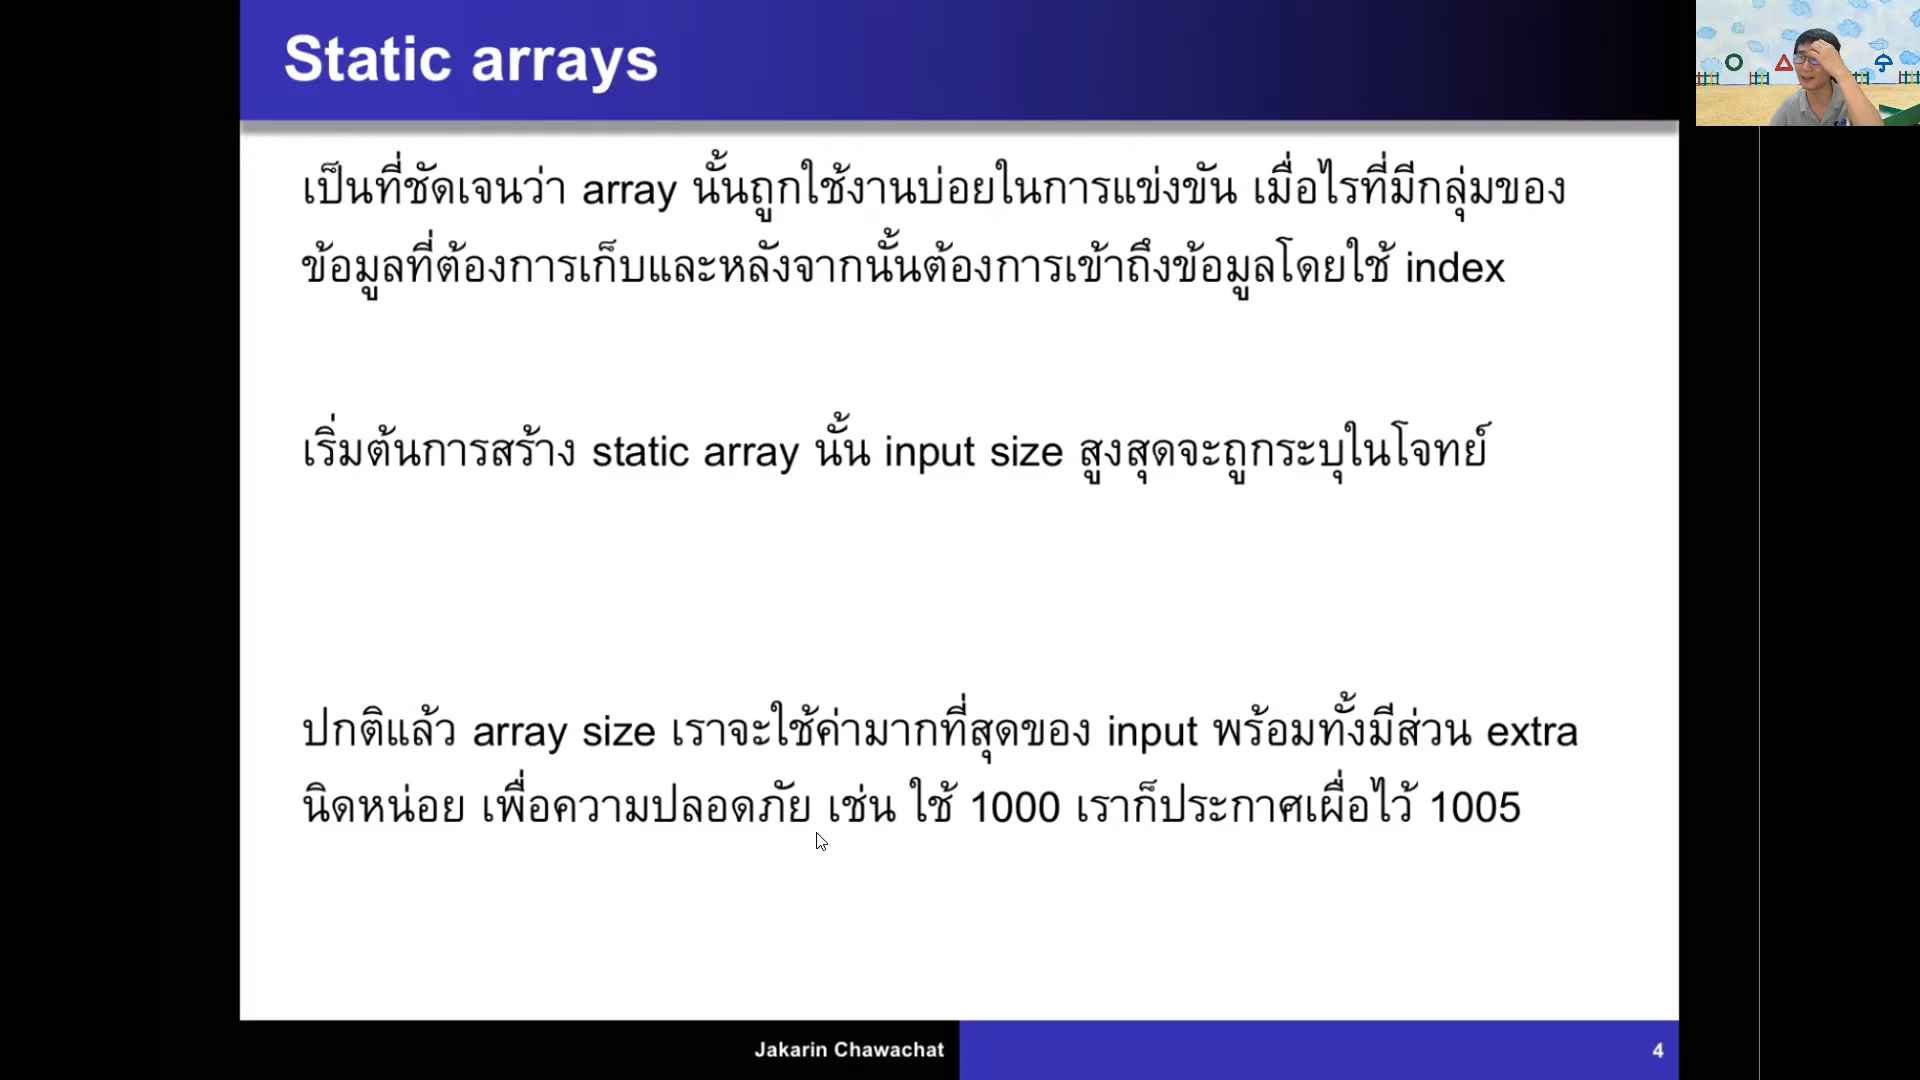 Static arrays
เป็นที่ชัดเจนว่า array นั้นถูกใช้งานบ่อยในการแข่งขัน เมื่อไรที่มีกลุ่มของ
ข้อมูลที่ต้องการเก็บและหลังจากนั้นต้องการเข้าถึงข้อมูลโดยใช้ index
เริ่มต้นการสร้าง static array นั้น input size สูงสุดจะถูกระบุในโจทย์
ปกติแล้ว array size เราจะใช้ค่ามากที่สุดของ input พร้อมทั้งมีส่วน extra
นิดหน่อย เพื่อความปลอดภัย เช่น ใช้ 1000 เราก็ประกาศเผื่อไว้ 1005
Jakarin Chawachat
4